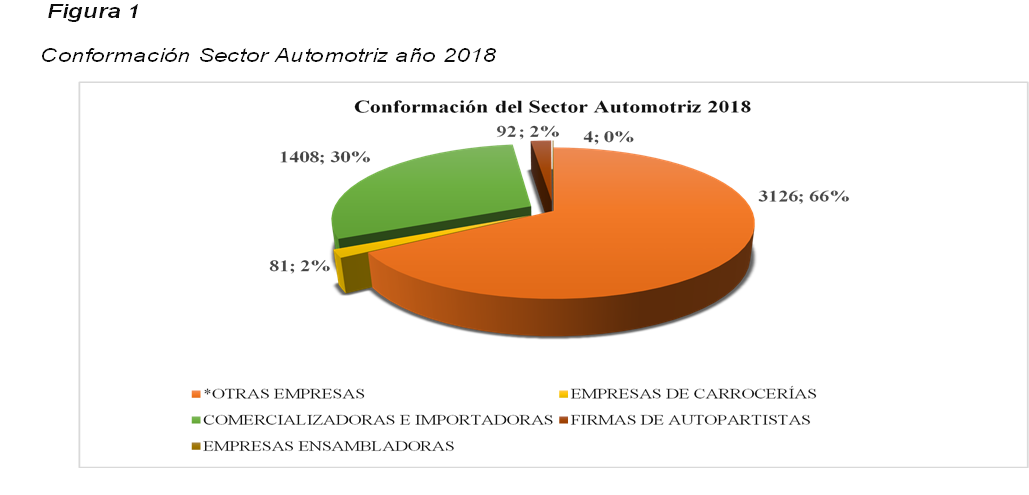 Figura 1
Conformación Sector Automotriz año 2018
Conformación del Sector Automotriz 2018
92; 2%
4; 0%
1408; 30%
3126; 66%
81; 2%
*OTRAS EMPRESAS
EMPRESAS DE CARROCERÍAS
COMERCIALIZADORAS E IMPORTADORAS
FIRMAS DE AUTOPARTISTAS
EMPRESAS ENSAMBLADORAS